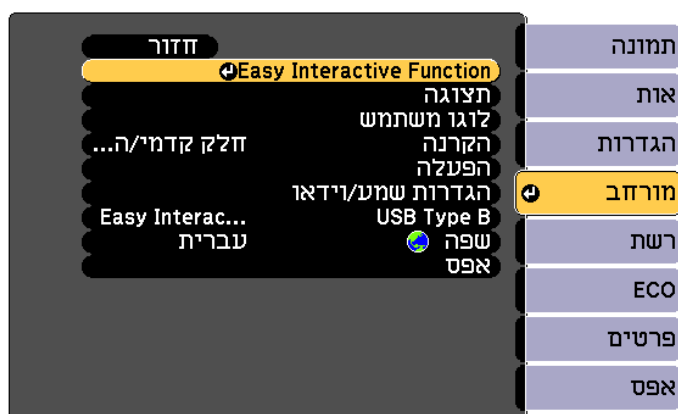 תמונה
אות
הגדרות
מורחב
רשת
ECO
פרטים
אפס
חזור
Easy Interactive Function
תצוגה
לוגו משתמש
הקרנה חלק קדמי/ה...
הפעלה
הגדרות שמע/וידאו
USB Type B Easy Interac...
שפה עברית
אפס